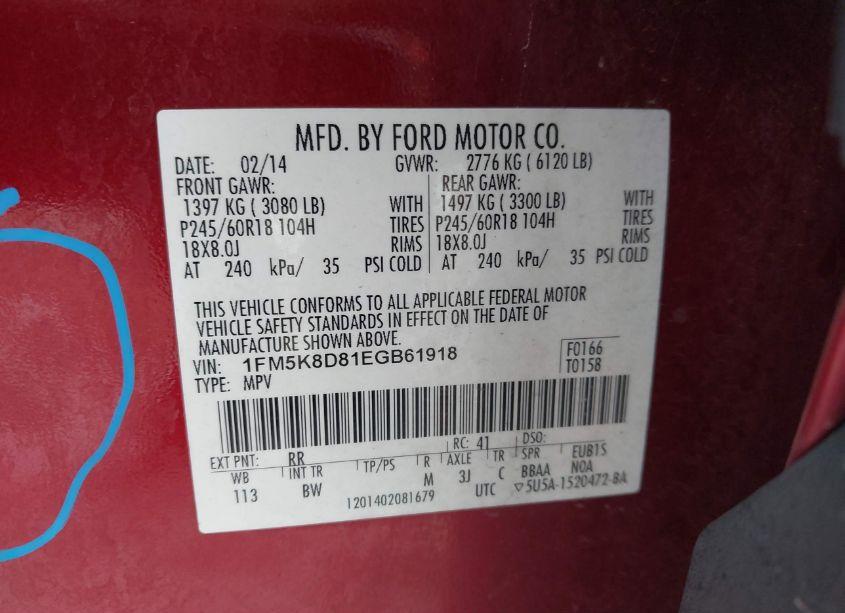 MFD. BY FORD MOTOR CO.
DATE: 02/14 GVWR: 2776 KG ( 6120 LB)
FRONT GAWR: REAR GAWR:
1397 KG ( 3080 LB) WITH 1497 KG ( 3300 LB) WITH
P245/60R18 104H TIRES P245/60R18 104H TIRES
18X8.0J RIMS 18X8.0J RIMS
AT 240 kPa/ 35 PSI COLD AT 240 kPa/ 35 PSI COLD
THIS VEHICLE CONFORMS TO ALL APPLICABLE FEDERAL MOTOR
VEHICLE SAFETY STANDARDS IN EFFECT ON THE DATE OF
MANUFACTURE SHOWN ABOVE.
VIN: 1FM5K8D81EGB61918 F0166
TYPE: MPV T0158
EXT PNT: RR RC: 41 DSO:
WB INT TR TP/PS R AXLE TR SPR EUB1S
113 BW M 3J C BBAA NOA
1201402081679 UTC ▽5U5A-1520472-BA